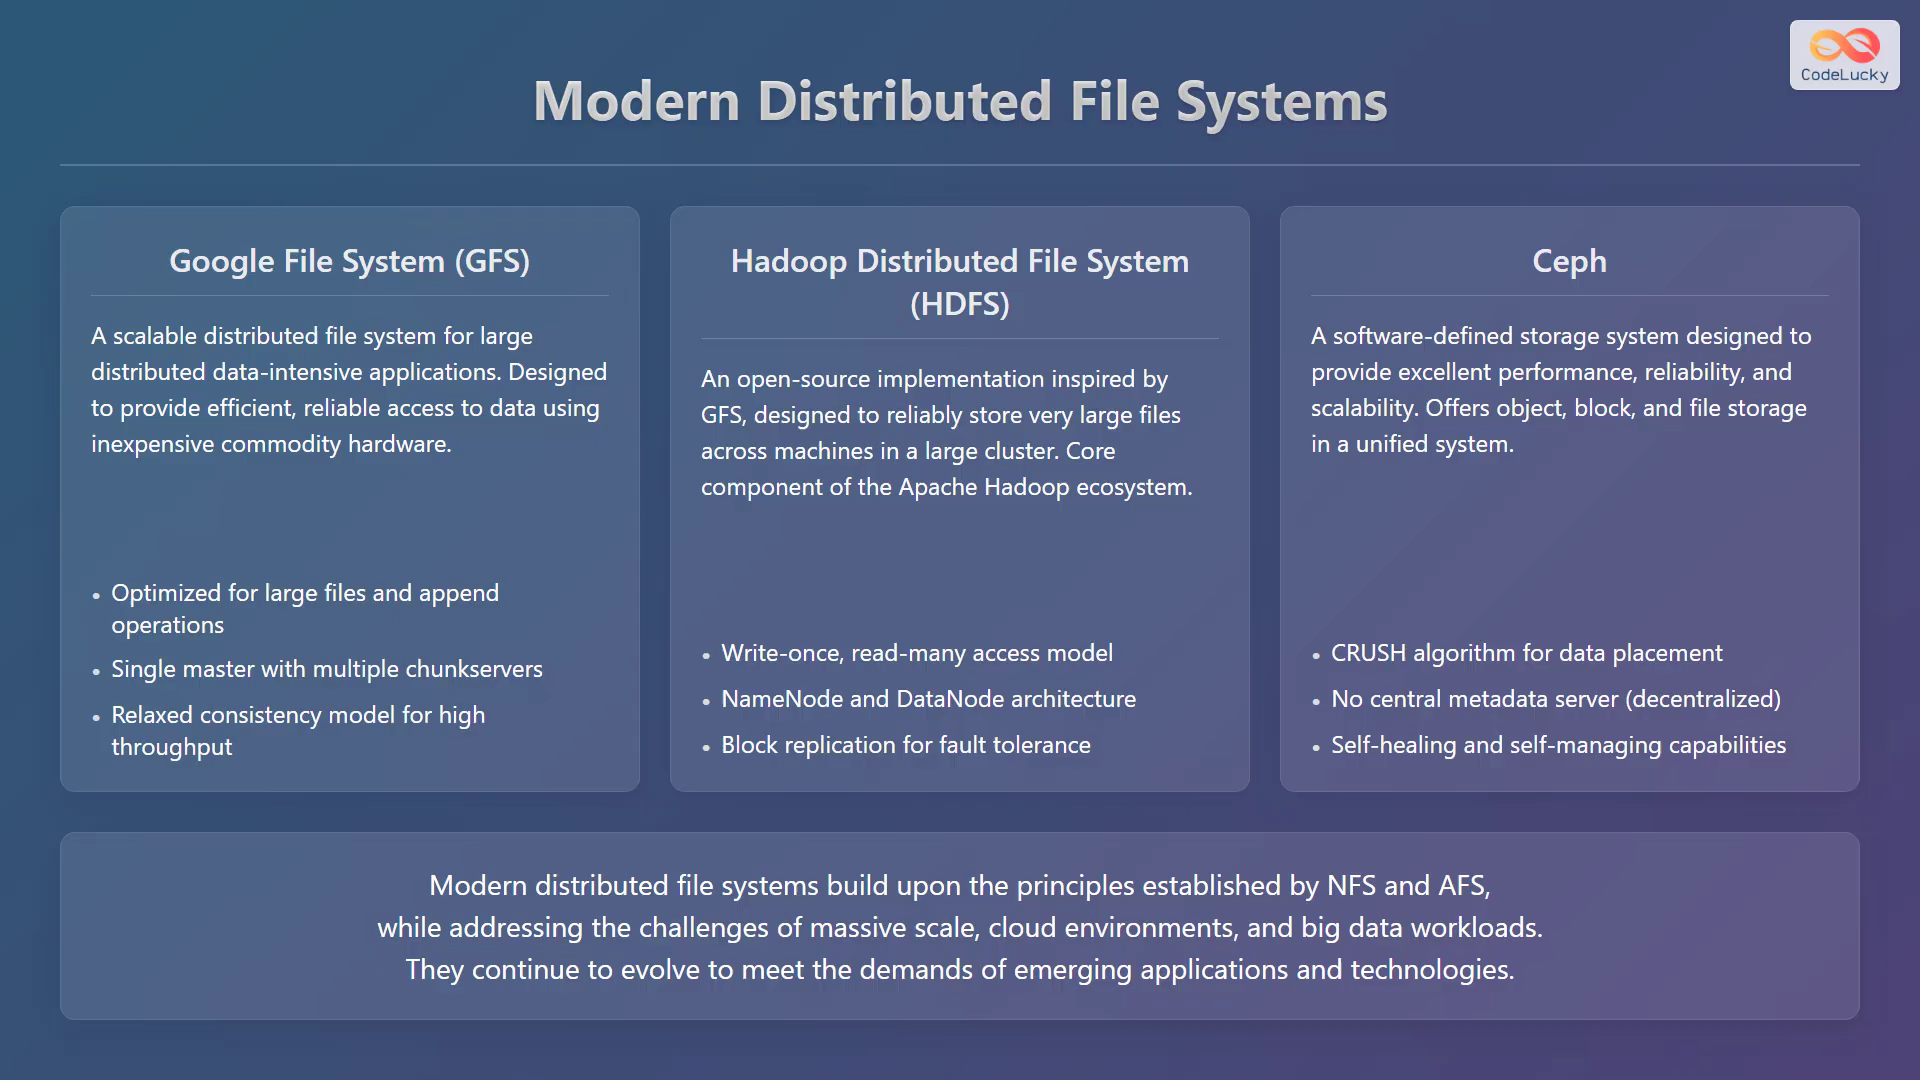 CodeLucky
Modern Distributed File Systems
Google File System (GFS)
A scalable distributed file system for large
distributed data-intensive applications. Designed
to provide efficient, reliable access to data using
inexpensive commodity hardware.
• Optimized for large files and append
operations
• Single master with multiple chunkservers
• Relaxed consistency model for high
throughput
Hadoop Distributed File System
(HDFS)
An open-source implementation inspired by
GFS, designed to reliably store very large files
across machines in a large cluster. Core
component of the Apache Hadoop ecosystem.
• Write-once, read-many access model
• NameNode and DataNode architecture
• Block replication for fault tolerance
Ceph
A software-defined storage system designed to
provide excellent performance, reliability, and
scalability. Offers object, block, and file storage
in a unified system.
• CRUSH algorithm for data placement
• No central metadata server (decentralized)
• Self-healing and self-managing capabilities
Modern distributed file systems build upon the principles established by NFS and AFS,
while addressing the challenges of massive scale, cloud environments, and big data workloads.
They continue to evolve to meet the demands of emerging applications and technologies.